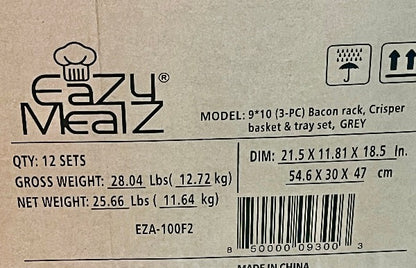 eazy®
mealz
MODEL: 9*10 (3-PC) Bacon rack, Crisper
basket & tray set, GREY
QTY: 12 SETS
GROSS WEIGHT: 28.04 Lbs( 12.72 kg)
NET WEIGHT: 25.66 Lbs ( 11.64 kg)
DIM: 21.5 X 11.81 X 18.5 In.
54.6 X 30 X 47 cm
EZA-100F2
8 50000 09300 3
MADE IN CHINA